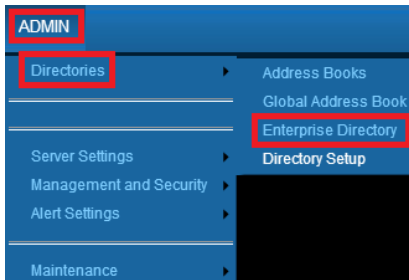 ADMIN
Directories
Address Books
Global Address Book
Enterprise Directory
Directory Setup
Server Settings
Management and Security
Alert Settings
Maintenance